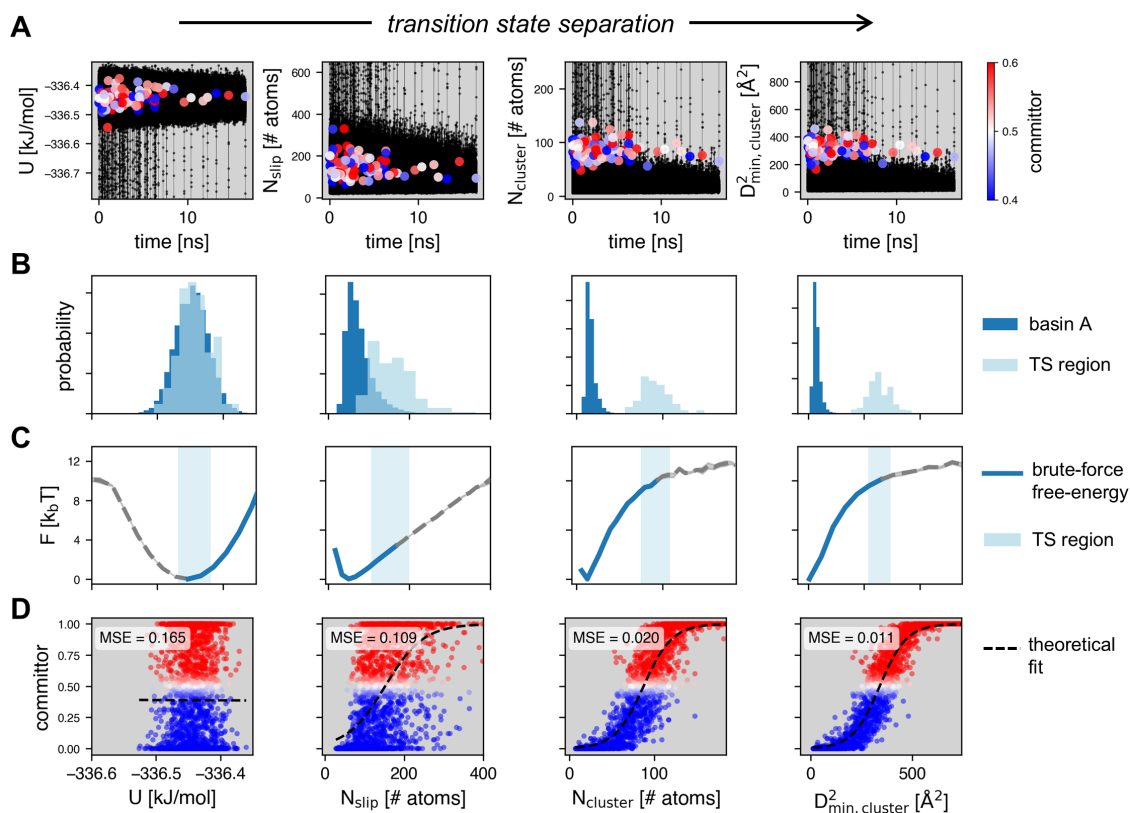 transition state separation
A
U [kJ/mol]
−336.4
−336.5
−336.6
−336.7
0
10
time [ns]
N_slip [# atoms]
600
400
200
0
0
10
time [ns]
N_cluster [# atoms]
200
100
0
0
10
time [ns]
D²_min, cluster [Å²]
800
600
400
200
0
0
10
time [ns]
committor
0.6
0.5
0.4
B
probability
basin A
TS region
C
F [k_bT]
12
8
4
0
brute-force
free-energy
TS region
D
committor
1.00
0.75
0.50
0.25
0.00
MSE = 0.165
MSE = 0.109
MSE = 0.020
MSE = 0.011
theoretical
fit
−336.6
−336.5
−336.4
U [kJ/mol]
0
200
400
N_slip [# atoms]
100
N_cluster [# atoms]
0
500
D²_min, cluster [Å²]